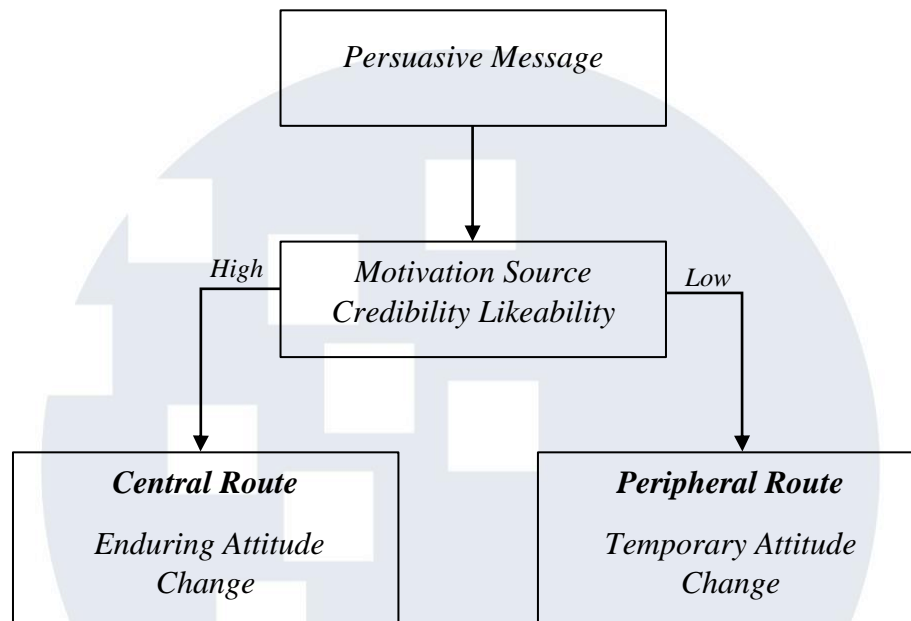 Persuasive Message
High
Motivation Source
Credibility Likeability
Low
Central Route
Enduring Attitude
Change
Peripheral Route
Temporary Attitude
Change